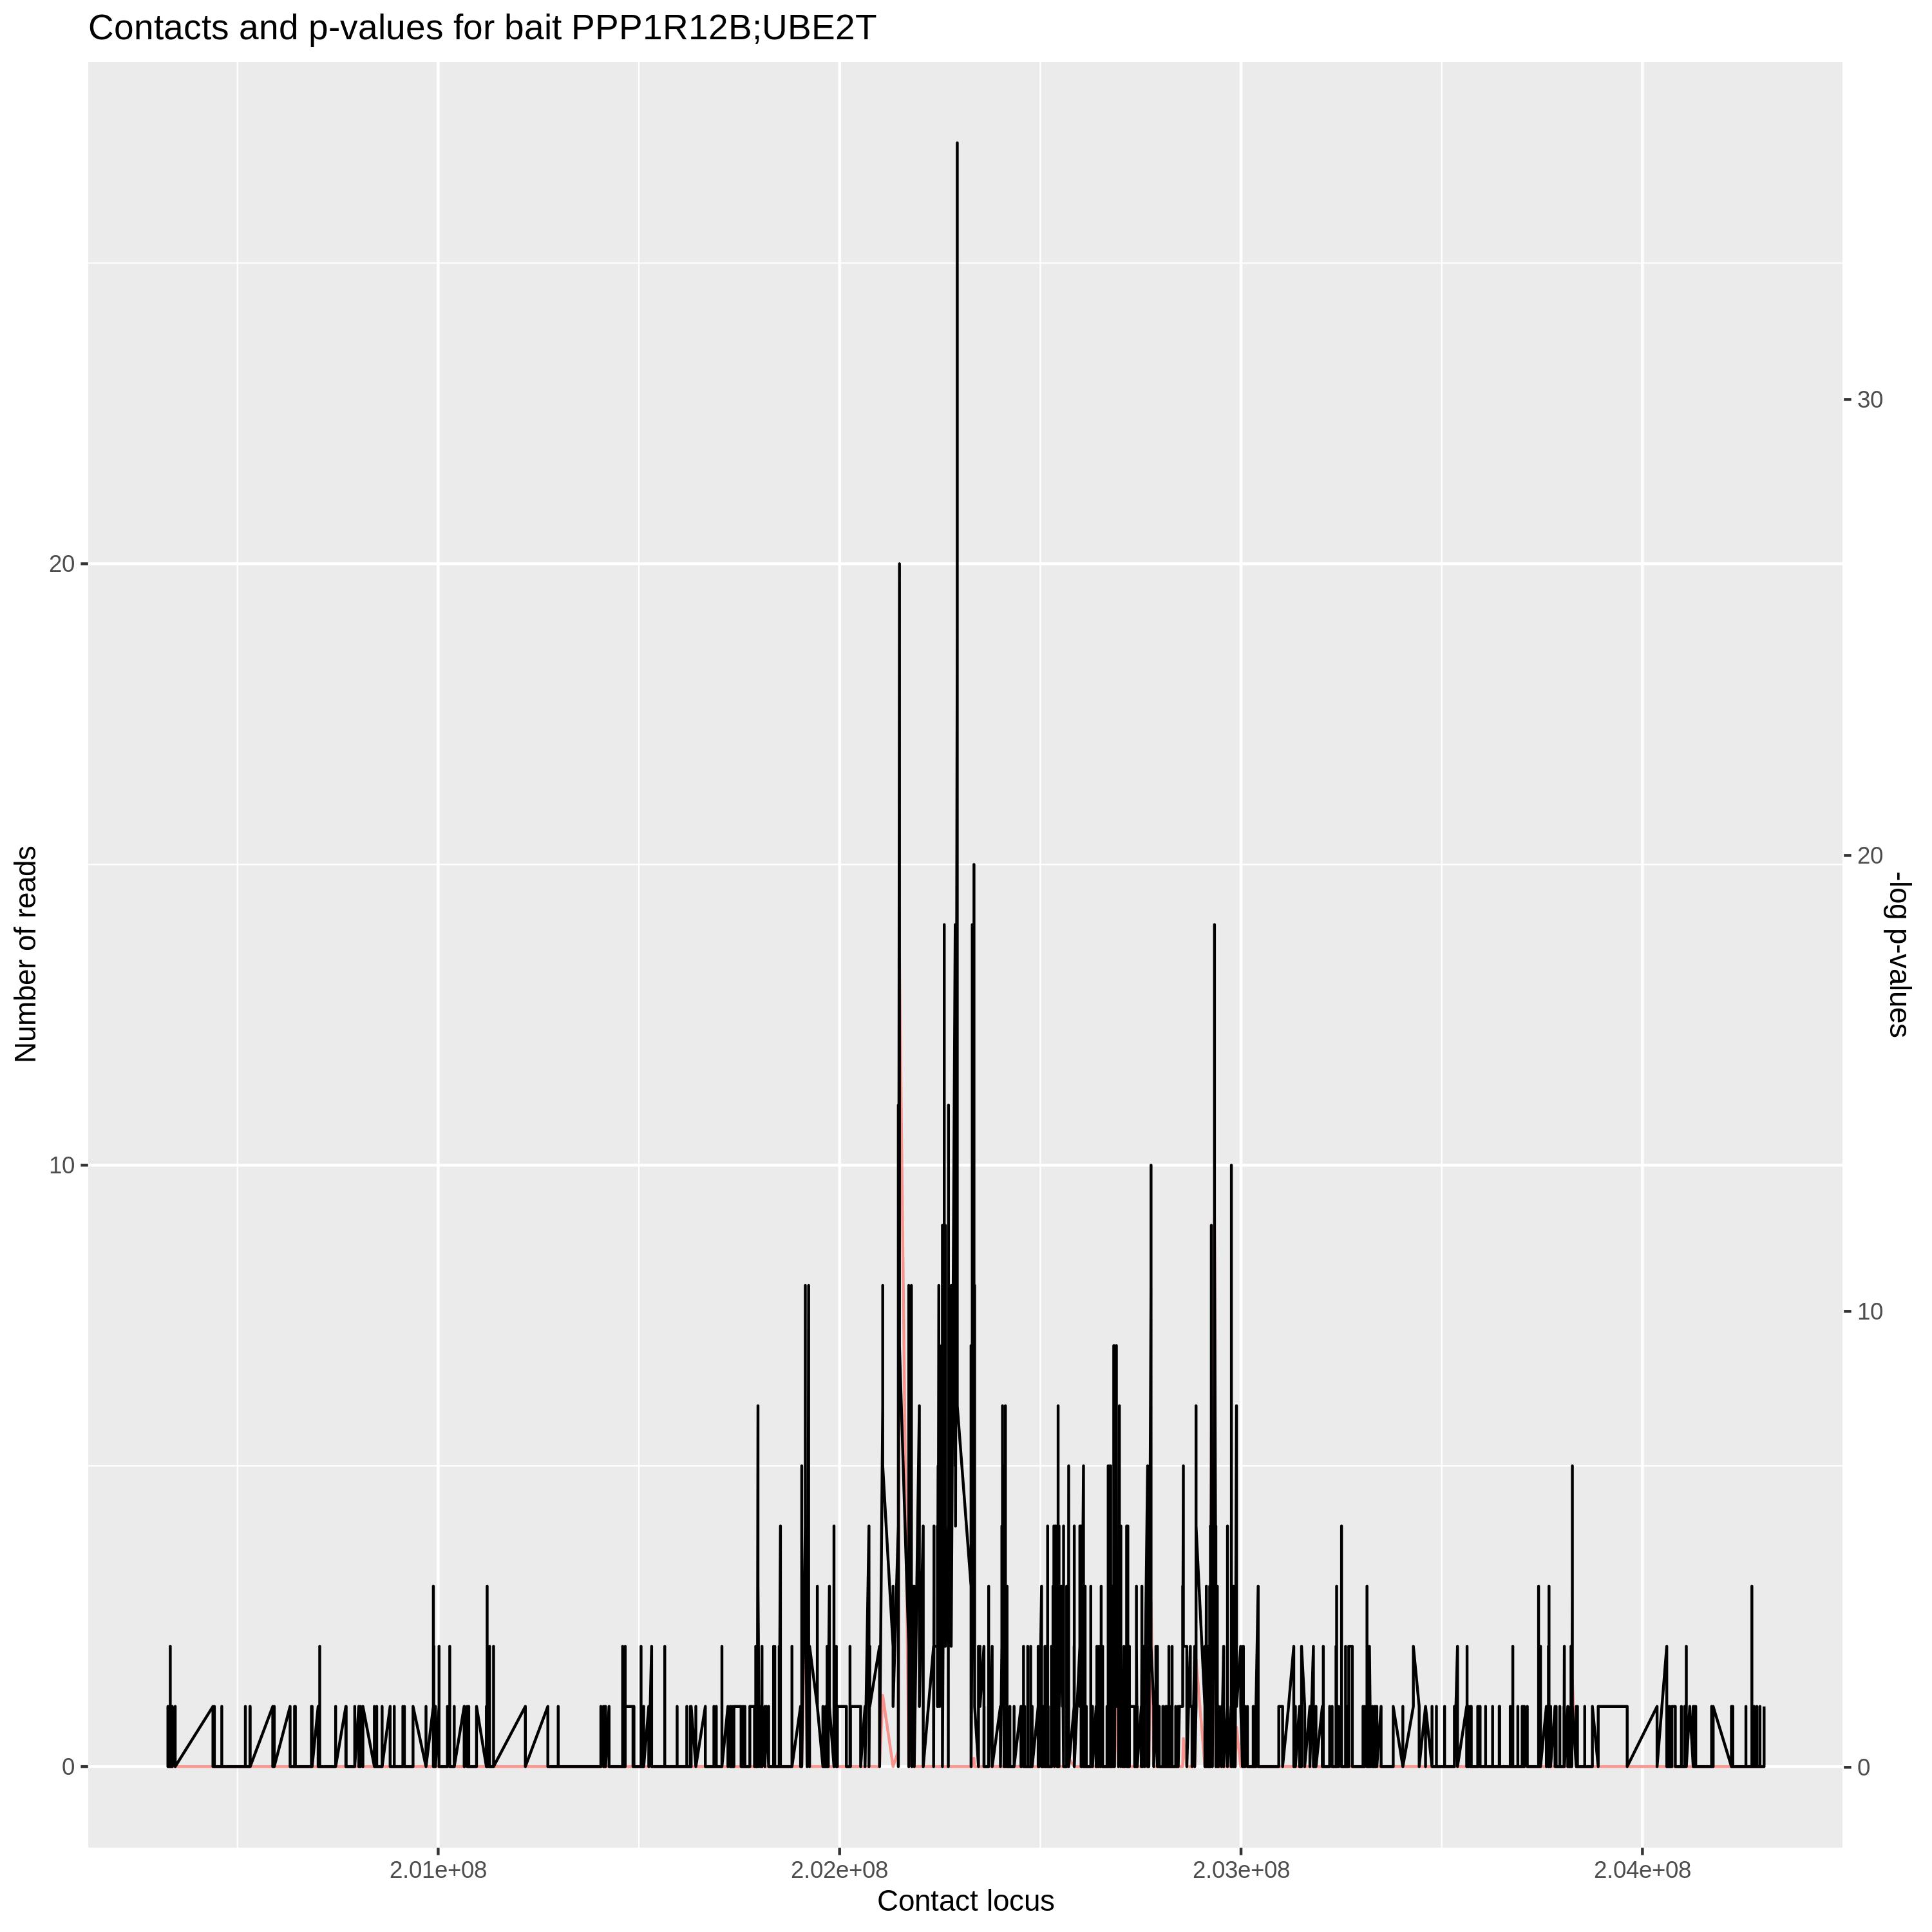 Contacts and p-values for bait PPP1R12B;UBE2T
Number of reads
20
10
0
30
20
10
0
-log p-values
2.01e+08
2.02e+08
2.03e+08
2.04e+08
Contact locus